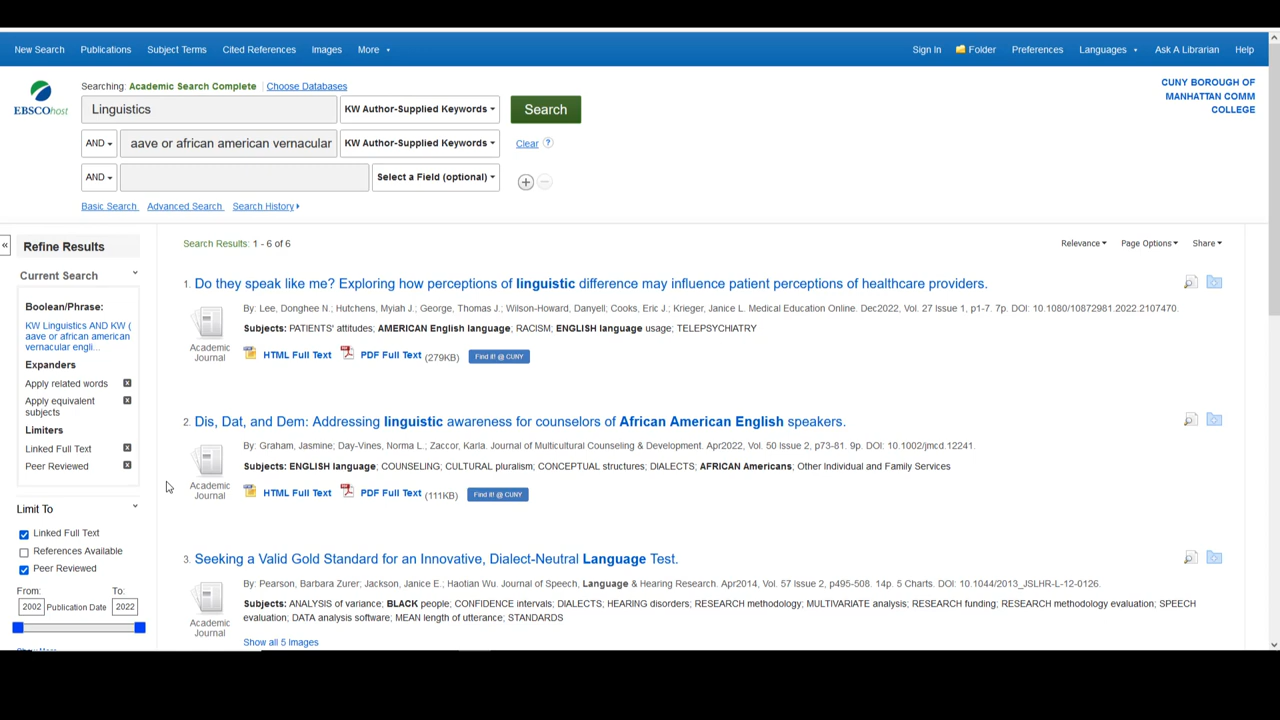 New Search Publications Subject Terms Cited References Images More Sign In Folder Preferences Languages Ask A Librarian Help
EBSCOhost
Searching: Academic Search Complete Choose Databases
CUNY BOROUGH OF
MANHATTAN COMM
COLLEGE
Linguistics KW Author-Supplied Keywords Search
AND aave or african american vernacular KW Author-Supplied Keywords Clear ?
AND Select a Field (optional)
Basic Search Advanced Search Search History
«
Refine Results
Current Search
Boolean/Phrase:
KW Linguistics AND KW (
aave or african american
vernacular engli...
Expanders
Apply related words
Apply equivalent
subjects
Limiters
Linked Full Text
Peer Reviewed
Limit To
Linked Full Text
References Available
Peer Reviewed
From: To:
2002 Publication Date 2022
Search Results: 1 - 6 of 6 Relevance Page Options Share
1. Do they speak like me? Exploring how perceptions of linguistic difference may influence patient perceptions of healthcare providers.
By: Lee, Donghee N.; Hutchens, Myiah J.; George, Thomas J.; Wilson-Howard, Danyell; Cooks, Eric J.; Krieger, Janice L. Medical Education Online. Dec2022, Vol. 27 Issue 1, p1-7. 7p. DOI: 10.1080/10872981.2022.2107470.
Subjects: PATIENTS' attitudes; AMERICAN English language; RACISM; ENGLISH language usage; TELEPSYCHIATRY
Academic
Journal
HTML Full Text PDF Full Text (279KB) Find it! @ CUNY
2. Dis, Dat, and Dem: Addressing linguistic awareness for counselors of African American English speakers.
By: Graham, Jasmine; Day-Vines, Norma L.; Zaccor, Karla. Journal of Multicultural Counseling & Development. Apr2022, Vol. 50 Issue 2, p73-81. 9p. DOI: 10.1002/jmcd.12241.
Subjects: ENGLISH language; COUNSELING; CULTURAL pluralism; CONCEPTUAL structures; DIALECTS; AFRICAN Americans; Other Individual and Family Services
Academic
Journal
HTML Full Text PDF Full Text (111KB) Find it! @ CUNY
3. Seeking a Valid Gold Standard for an Innovative, Dialect-Neutral Language Test.
By: Pearson, Barbara Zurer; Jackson, Janice E.; Haotian Wu. Journal of Speech, Language & Hearing Research. Apr2014, Vol. 57 Issue 2, p495-508. 14p. 5 Charts. DOI: 10.1044/2013_JSLHR-L-12-0126.
Subjects: ANALYSIS of variance; BLACK people; CONFIDENCE intervals; DIALECTS; HEARING disorders; RESEARCH methodology; MULTIVARIATE analysis; RESEARCH funding; RESEARCH methodology evaluation; SPEECH
evaluation; DATA analysis software; MEAN length of utterance; STANDARDS
Academic
Journal
Show all 5 Images